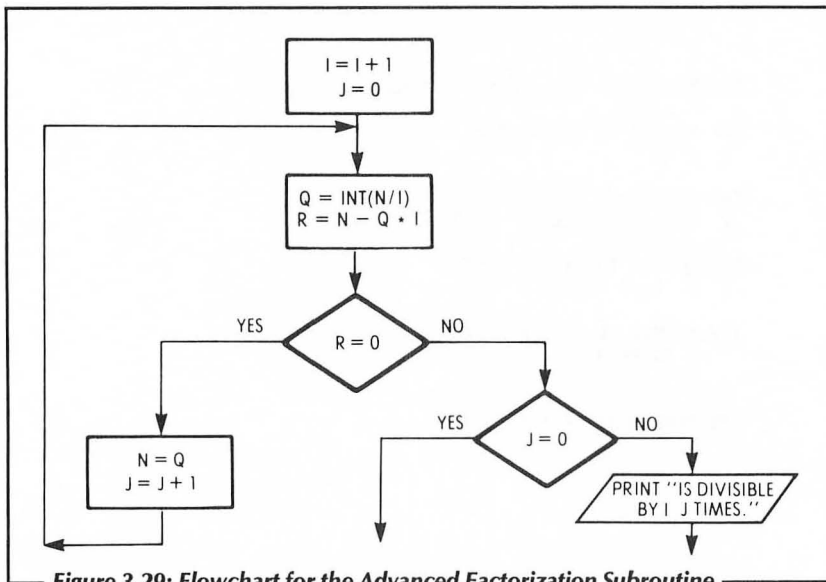 I = I + 1
J = 0
Q = INT(N/I)
R = N − Q * I
YES
NO
R = 0
YES
NO
J = 0
N = Q
J = J + 1
PRINT "IS DIVISIBLE
BY I J TIMES."
Figure 3.29: Flowchart for the Advanced Factorization Subroutine